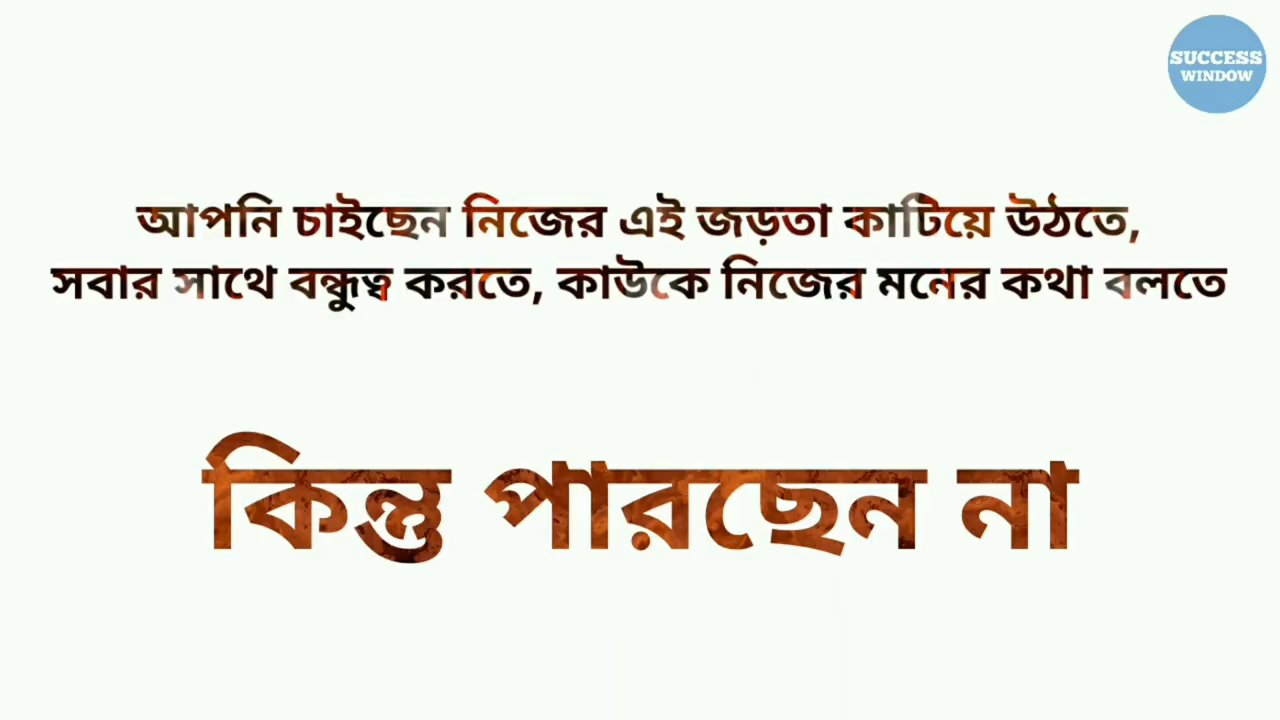 SUCCESS
WINDOW
আপনি চাইছেন নিজের এই জড়তা কাটিয়ে উঠতে,
সবার সাথে বন্ধুত্ব করতে, কাউকে নিজের মনের কথা বলতে
কিন্তু পারছেন না